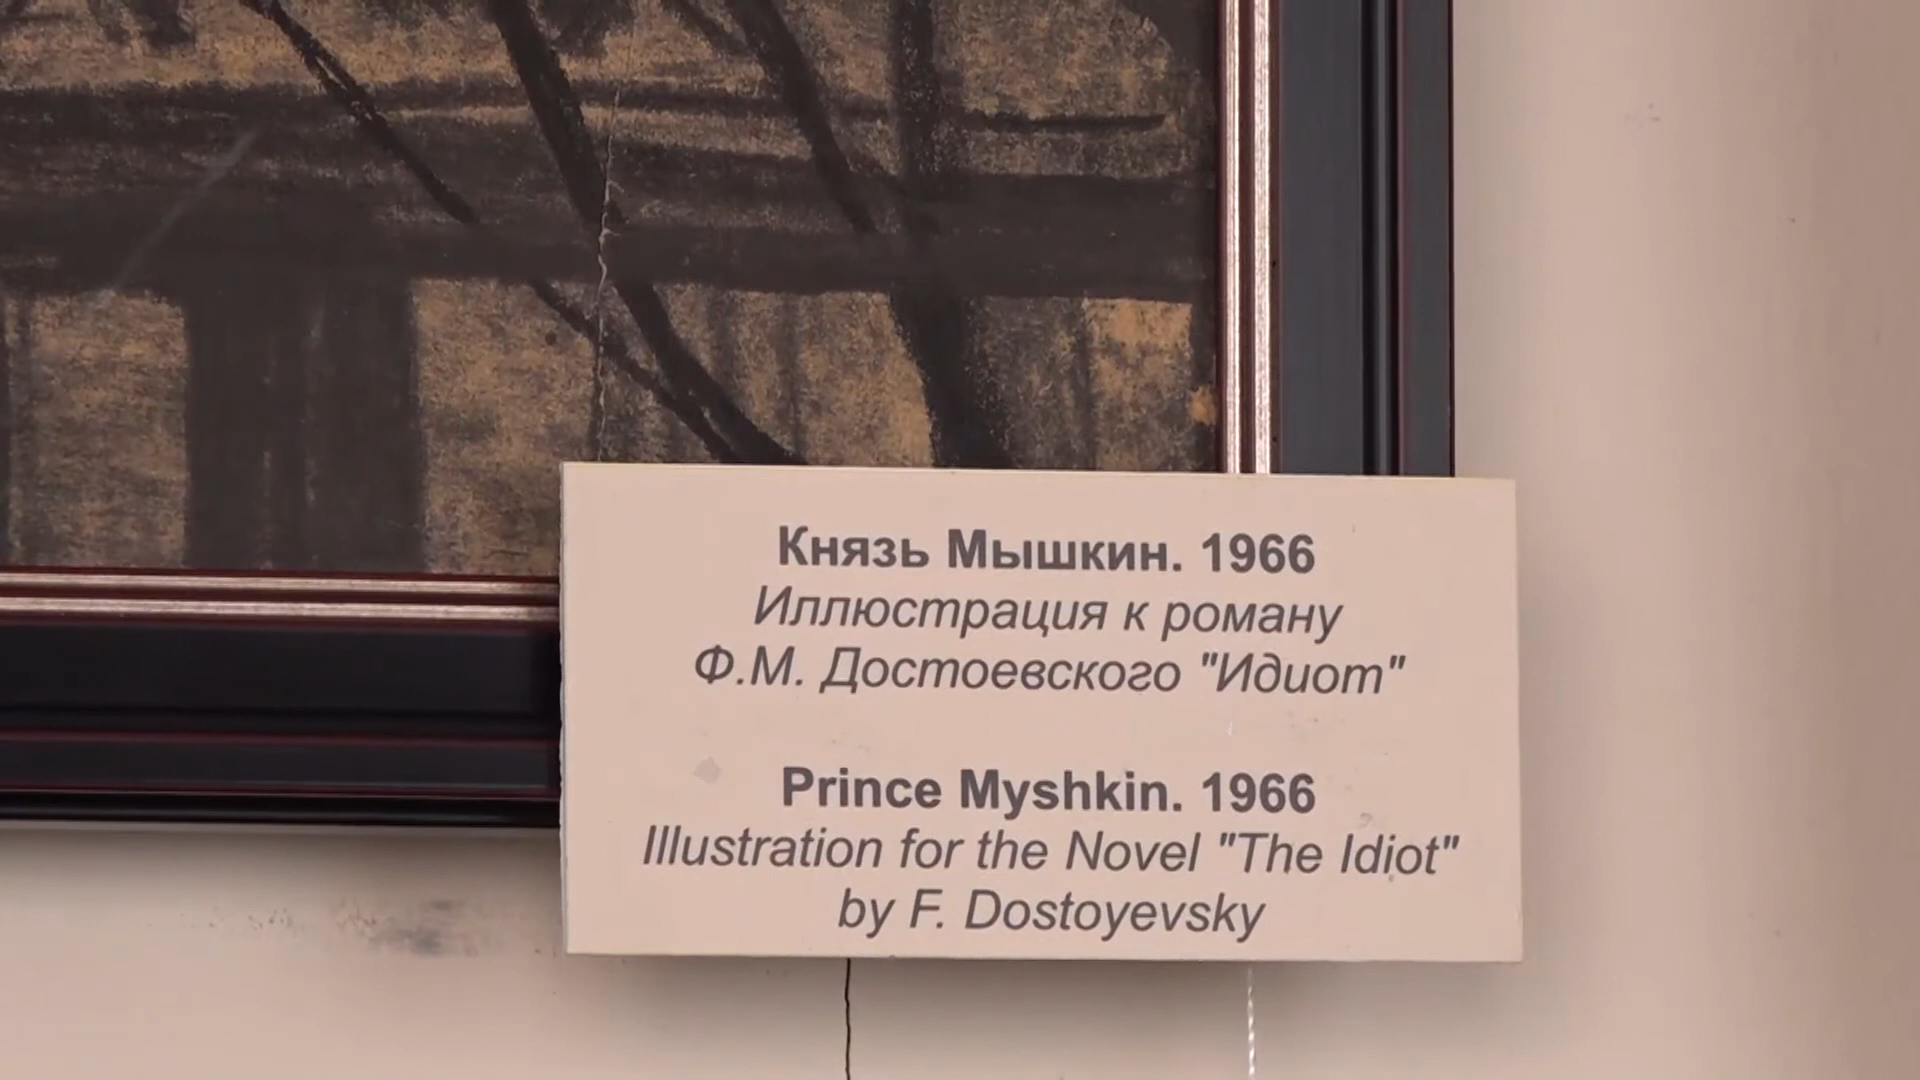 Князь Мышкин. 1966
Иллюстрация к роману
Ф.М. Достоевского "Идиот"
Prince Myshkin. 1966
Illustration for the Novel "The Idiot"
by F. Dostoyevsky